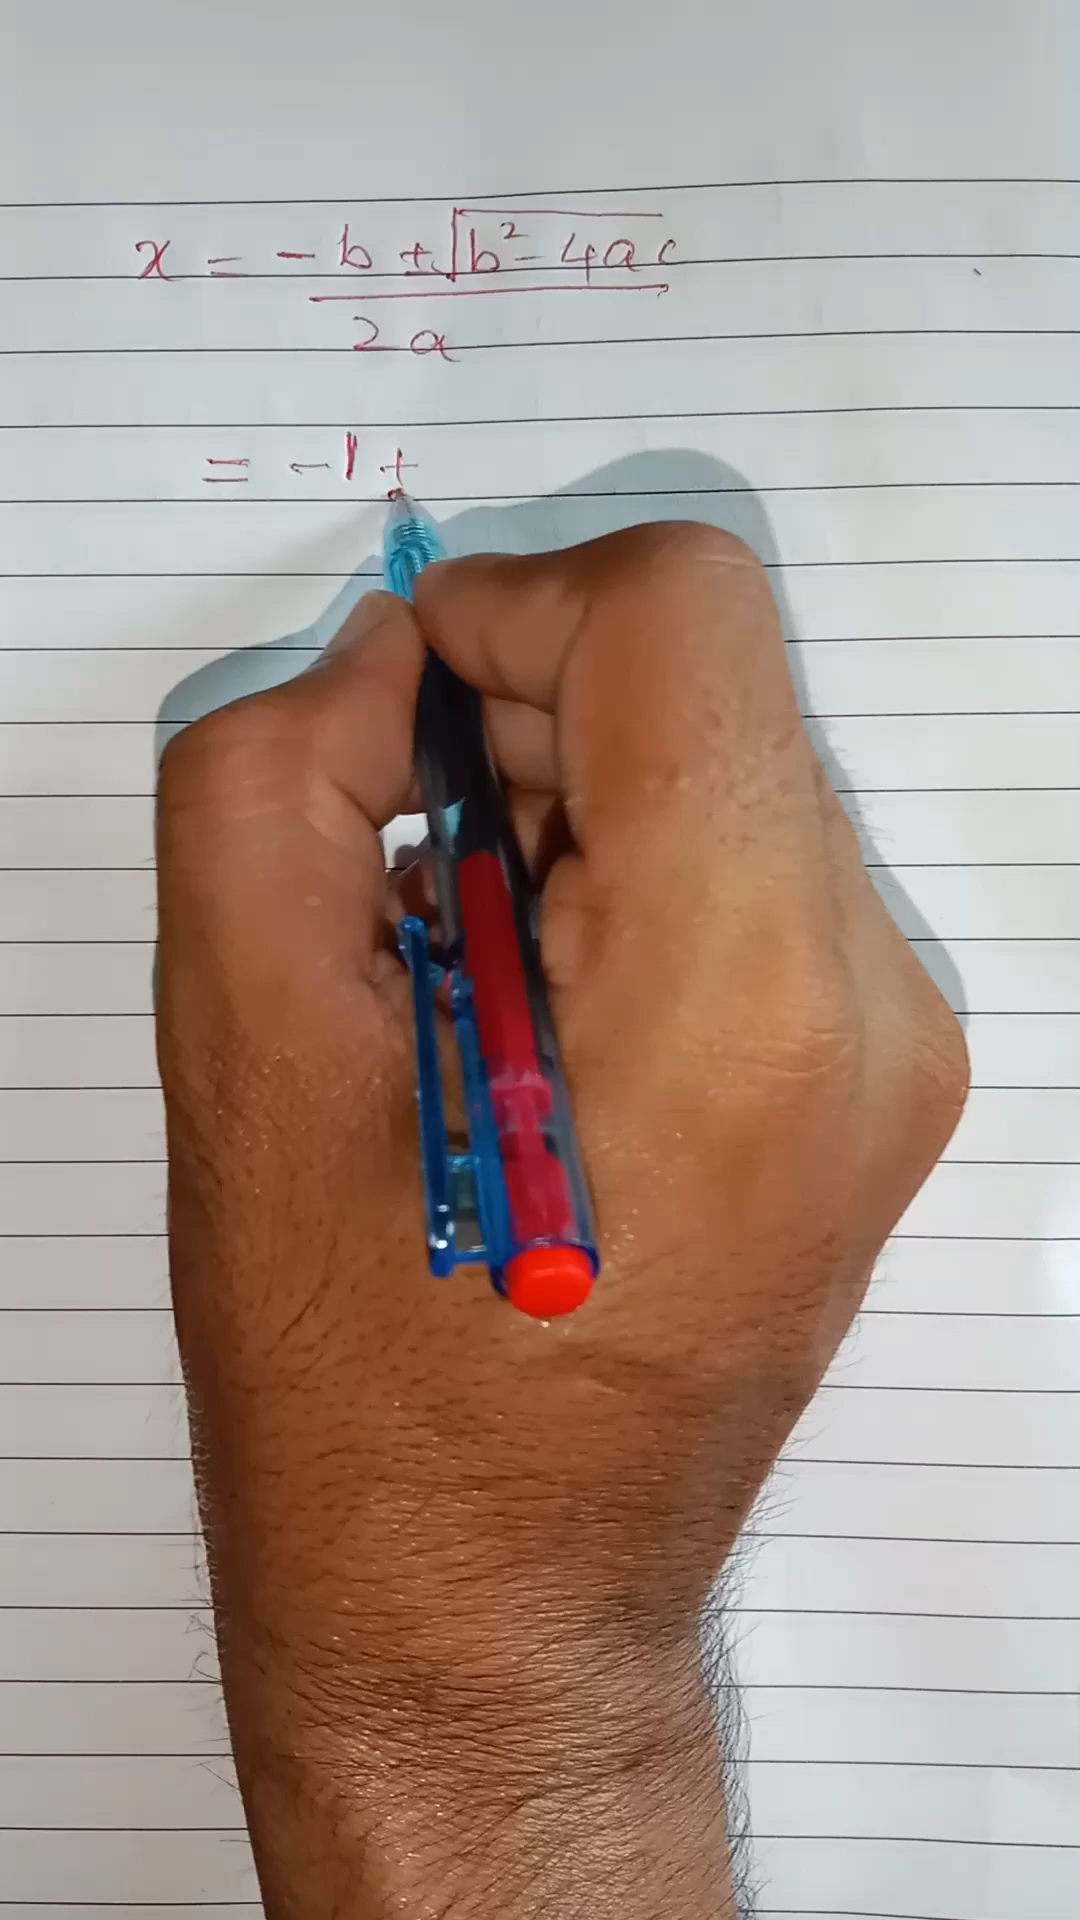 x = -b ±√b² - 4ac
2a
= -1 +